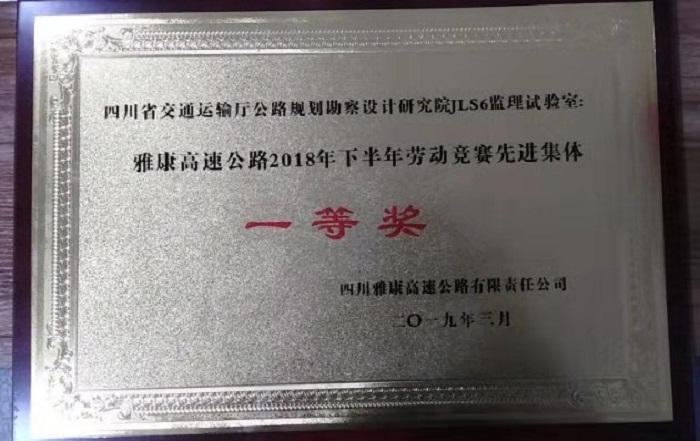 四川省交通运输厅公路规划勘察设计研究院JLS6监理试验室:
雅康高速公路2018年下半年劳动竞赛先进集体
一等奖
四川雅康高速公路有限责任公司
二〇一九年三月